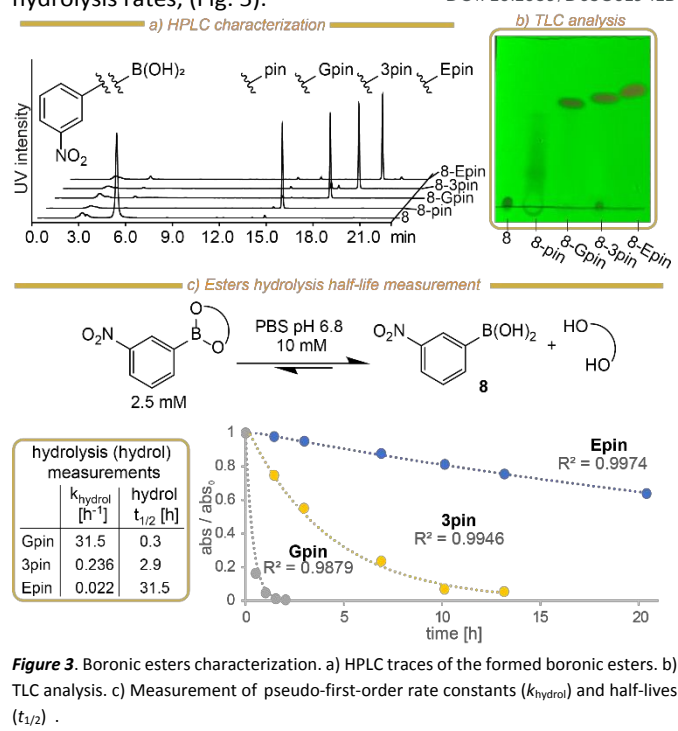 hydrolysis rates, (Fig. 3).
a) HPLC characterization
b) TLC analysis
B(OH)₂
NO₂
pin
Gpin
3pin
Epin
UV intensity
8-Epin
8-3pin
8-Gpin
8-pin
8
0.0 3.0 6.0 9.0 12.0 15.0 18.0 21.0 min
8 8-pin 8-Gpin 8-3pin 8-Epin
c) Esters hydrolysis half-life measurement
O₂N
O
B
O
2.5 mM
PBS pH 6.8
10 mM
O₂N
B(OH)₂
8
+
HO
HO
hydrolysis (hydrol)
measurements
k_hydrol [h⁻¹] hydrol t₁/₂ [h]
Gpin 31.5 0.3
3pin 0.236 2.9
Epin 0.022 31.5
abs / abs₀
1
0.8
0.6
0.4
0.2
0
Epin
R² = 0.9974
3pin
R² = 0.9946
Gpin
R² = 0.9879
0 5 10 15 20
time [h]
Figure 3. Boronic esters characterization. a) HPLC traces of the formed boronic esters. b)
TLC analysis. c) Measurement of pseudo-first-order rate constants (k_hydrol) and half-lives
(t₁/₂) .